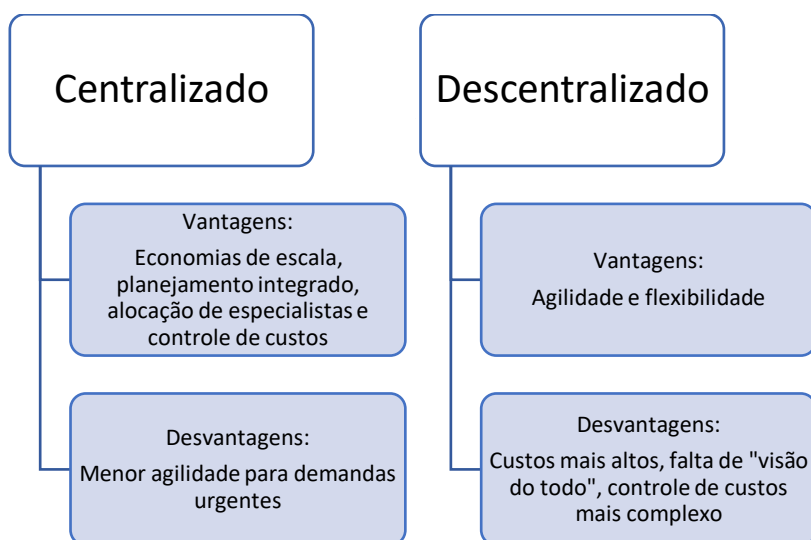 Centralizado
Vantagens:
Economias de escala,
planejamento integrado,
alocação de especialistas e
controle de custos
Desvantagens:
Menor agilidade para demandas
urgentes
Descentralizado
Vantagens:
Agilidade e flexibilidade
Desvantagens:
Custos mais altos, falta de "visão
do todo", controle de custos
mais complexo